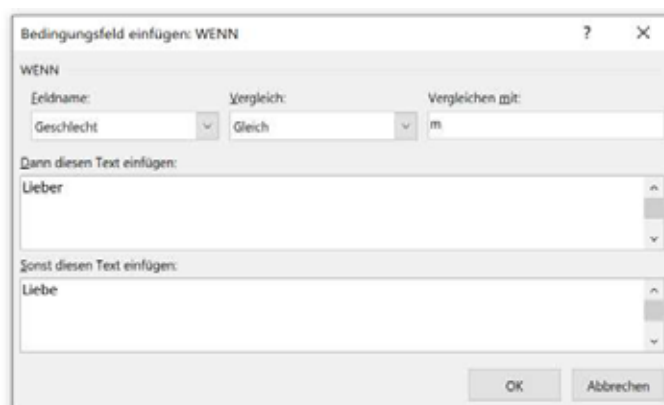 Bedingungsfeld einfügen: WENN
WENN
Feldname: Vergleich: Vergleichen mit:
Geschlecht Gleich m
Dann diesen Text einfügen:
Lieber
Sonst diesen Text einfügen:
Liebe
OK Abbrechen